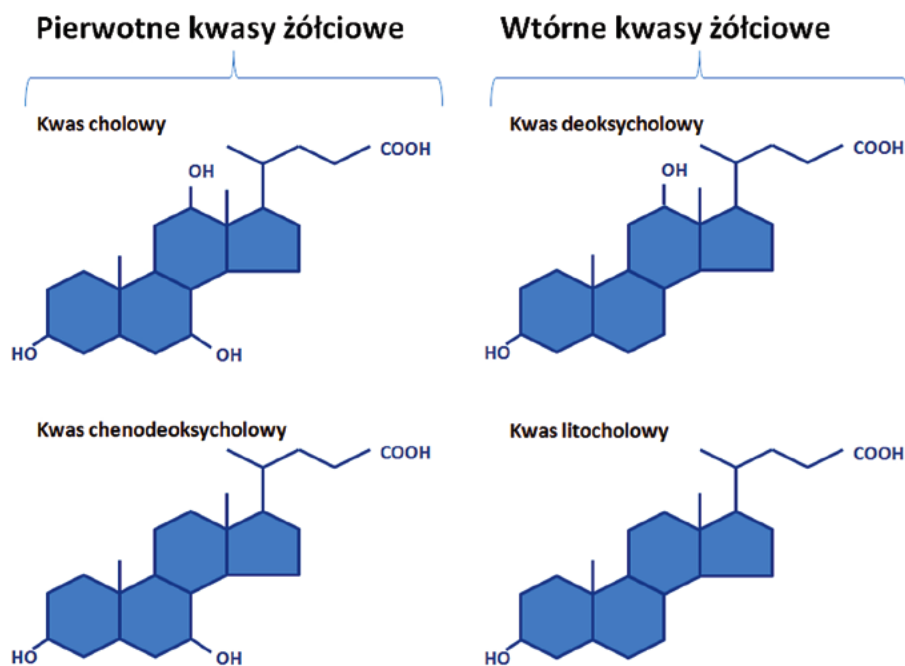 Pierwotne kwasy żółciowe
Wtórne kwasy żółciowe
Kwas cholowy
COOH
OH
HO
OH
Kwas deoksycholowy
COOH
OH
HO
Kwas chenodeoksycholowy
COOH
HO
OH
Kwas litocholowy
COOH
HO